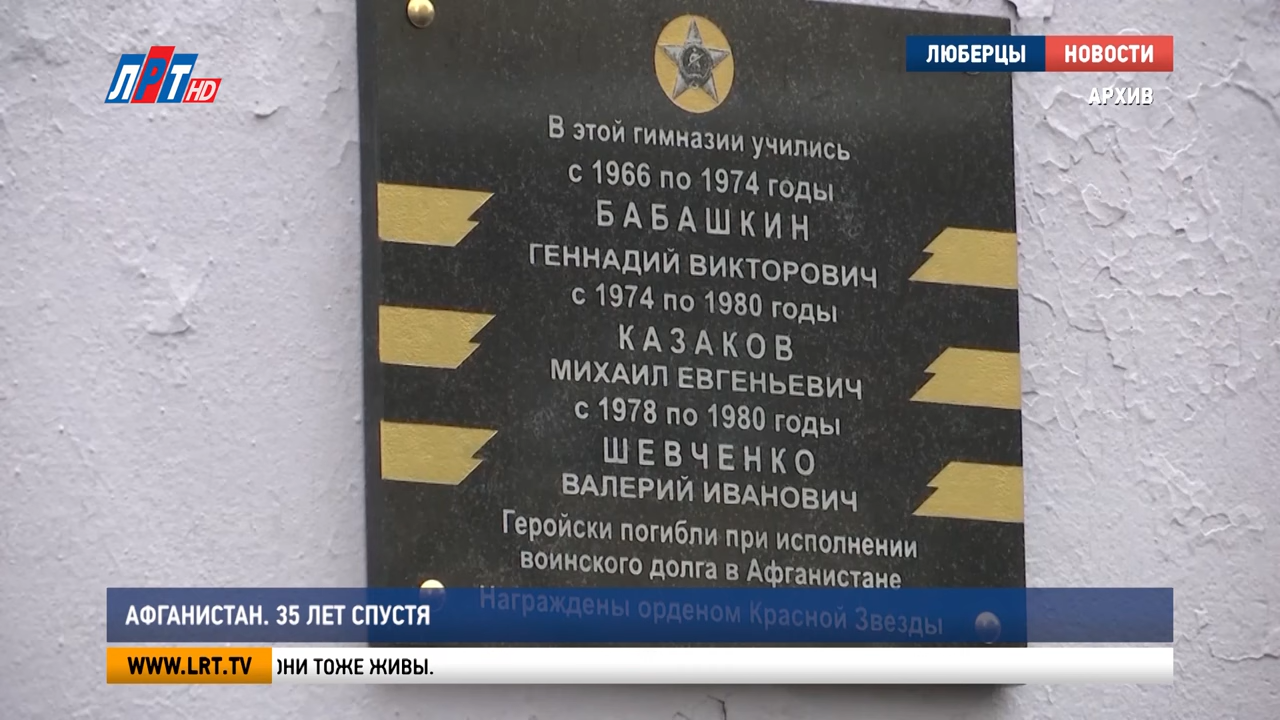 ЛРТHD
ЛЮБЕРЦЫ НОВОСТИ
АРХИВ
В этой гимназии учились
с 1966 по 1974 годы
БАБАШКИН
ГЕННАДИЙ ВИКТОРОВИЧ
с 1974 по 1980 годы
КАЗАКОВ
МИХАИЛ ЕВГЕНЬЕВИЧ
с 1978 по 1980 годы
ШЕВЧЕНКО
ВАЛЕРИЙ ИВАНОВИЧ
Геройски погибли при исполнении
воинского долга в Афганистане
Награждены орденом Красной Звезды
АФГАНИСТАН. 35 ЛЕТ СПУСТЯ
WWW.LRT.TV ОНИ ТОЖЕ ЖИВЫ.